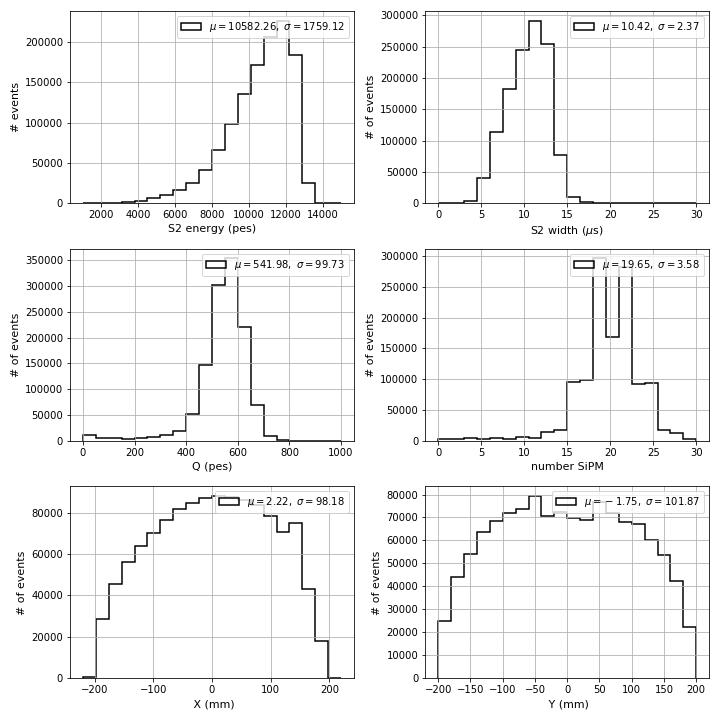 μ=10582.26, σ=1759.12
# events
200000
150000
100000
50000
0
2000 4000 6000 8000 10000 12000 14000
S2 energy (pes)
μ=10.42, σ=2.37
# of events
300000
250000
200000
150000
100000
50000
0
0 5 10 15 20 25 30
S2 width (μs)
μ=541.98, σ=99.73
# of events
350000
300000
250000
200000
150000
100000
50000
0
0 200 400 600 800 1000
Q (pes)
μ=19.65, σ=3.58
# of events
300000
250000
200000
150000
100000
50000
0
0 5 10 15 20 25 30
number SiPM
μ=2.22, σ=98.18
# of events
80000
60000
40000
20000
0
−200 −100 0 100 200
X (mm)
μ=−1.75, σ=101.87
# of events
80000
70000
60000
50000
40000
30000
20000
10000
0
−200 −150 −100 −50 0 50 100 150 200
Y (mm)